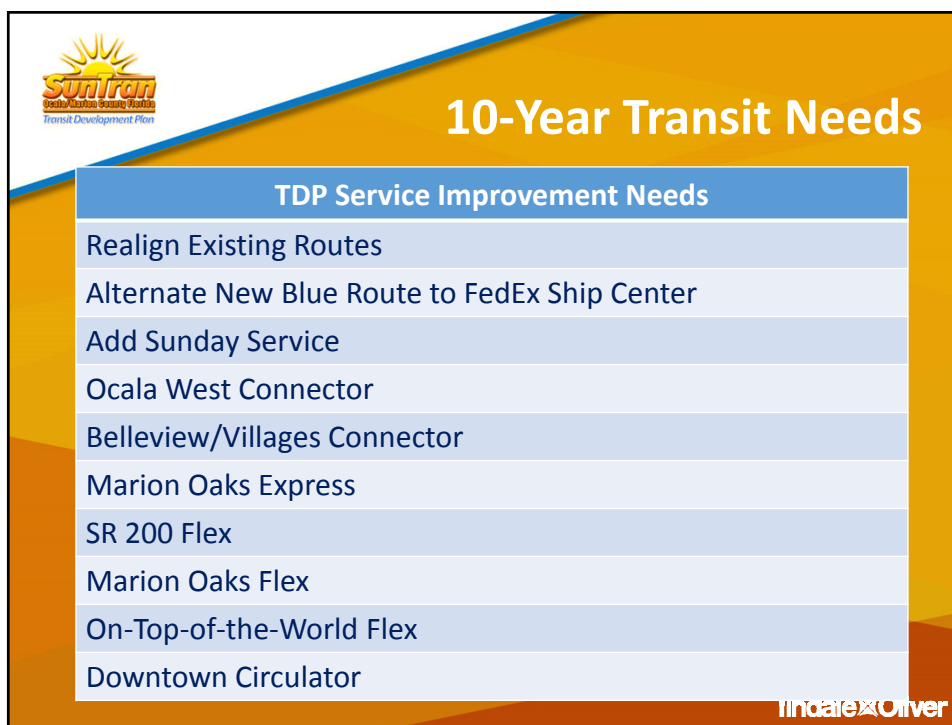 SunTran
Ocala/Marion County Florida
Transit Development Plan
10-Year Transit Needs
TDP Service Improvement Needs
Realign Existing Routes
Alternate New Blue Route to FedEx Ship Center
Add Sunday Service
Ocala West Connector
Belleview/Villages Connector
Marion Oaks Express
SR 200 Flex
Marion Oaks Flex
On-Top-of-the-World Flex
Downtown Circulator
Tindale Oliver